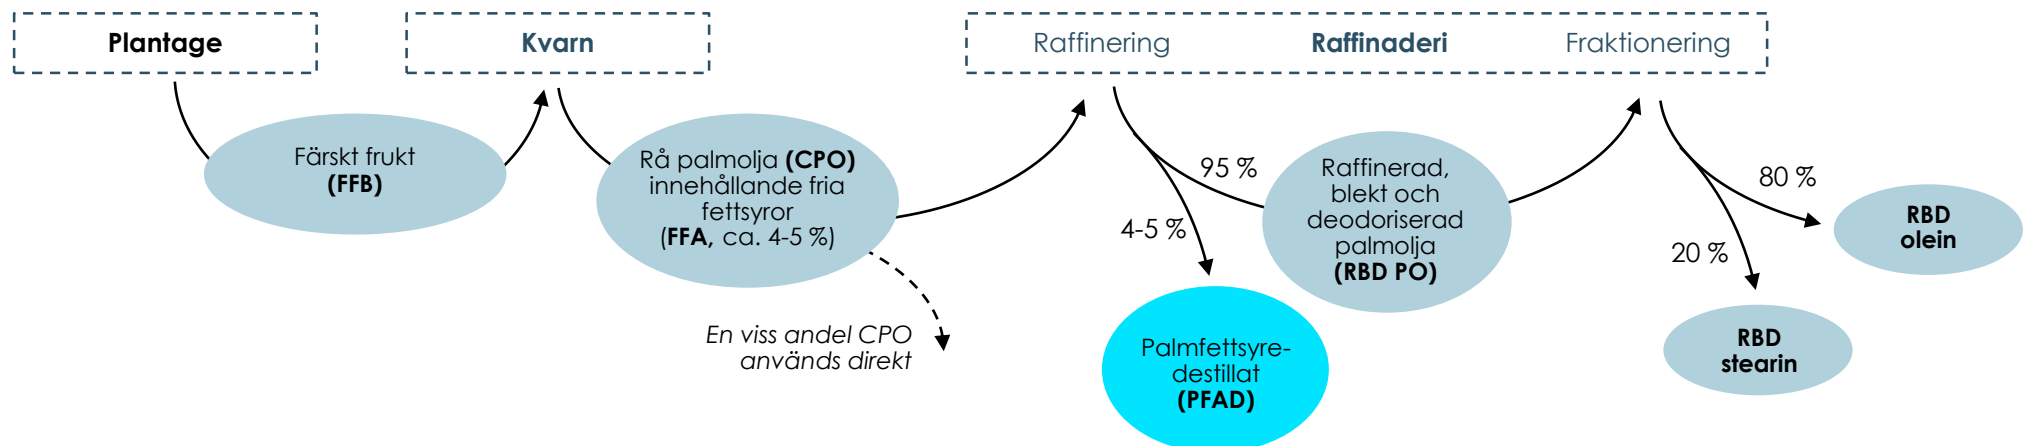 Plantage
Kvarn
Raffinering
Raffinaderi
Fraktionering
Färskt frukt
(FFB)
Rå palmolja (CPO)
innehållande fria
fettsyror
(FFA, ca. 4-5 %)
En viss andel CPO
används direkt
95 %
4-5 %
Raffinerad,
blekt och
deodoriserad
palmolja
(RBD PO)
Palmfettsyre-
destillat
(PFAD)
80 %
20 %
RBD
olein
RBD
stearin